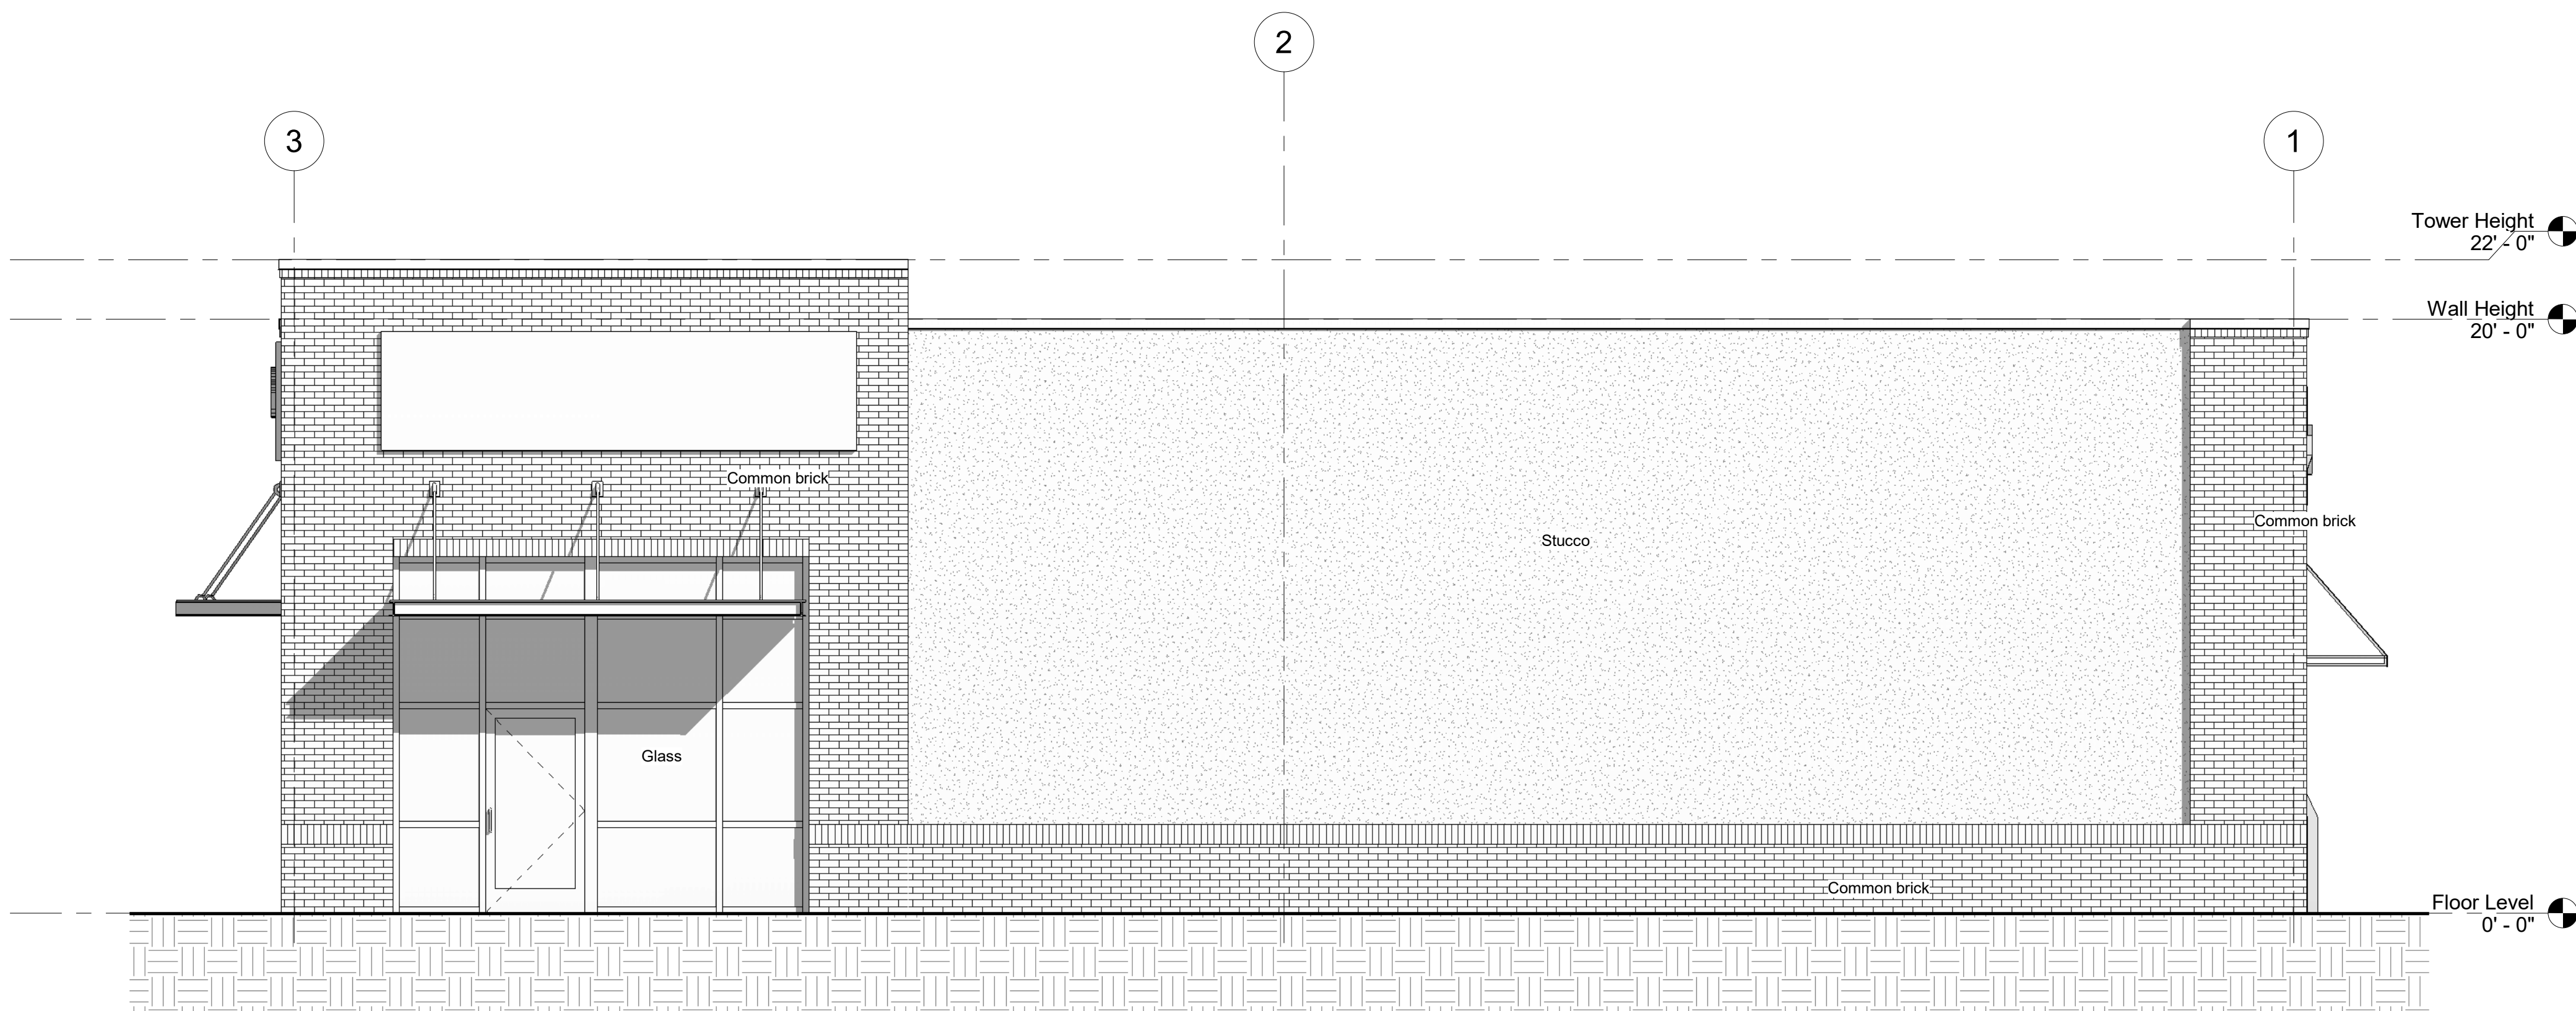 2
3
1
Tower Height
22' - 0"
Wall Height
20' - 0"
Common brick
Common brick
Stucco
Glass
Common brick
Floor Level
0' - 0"